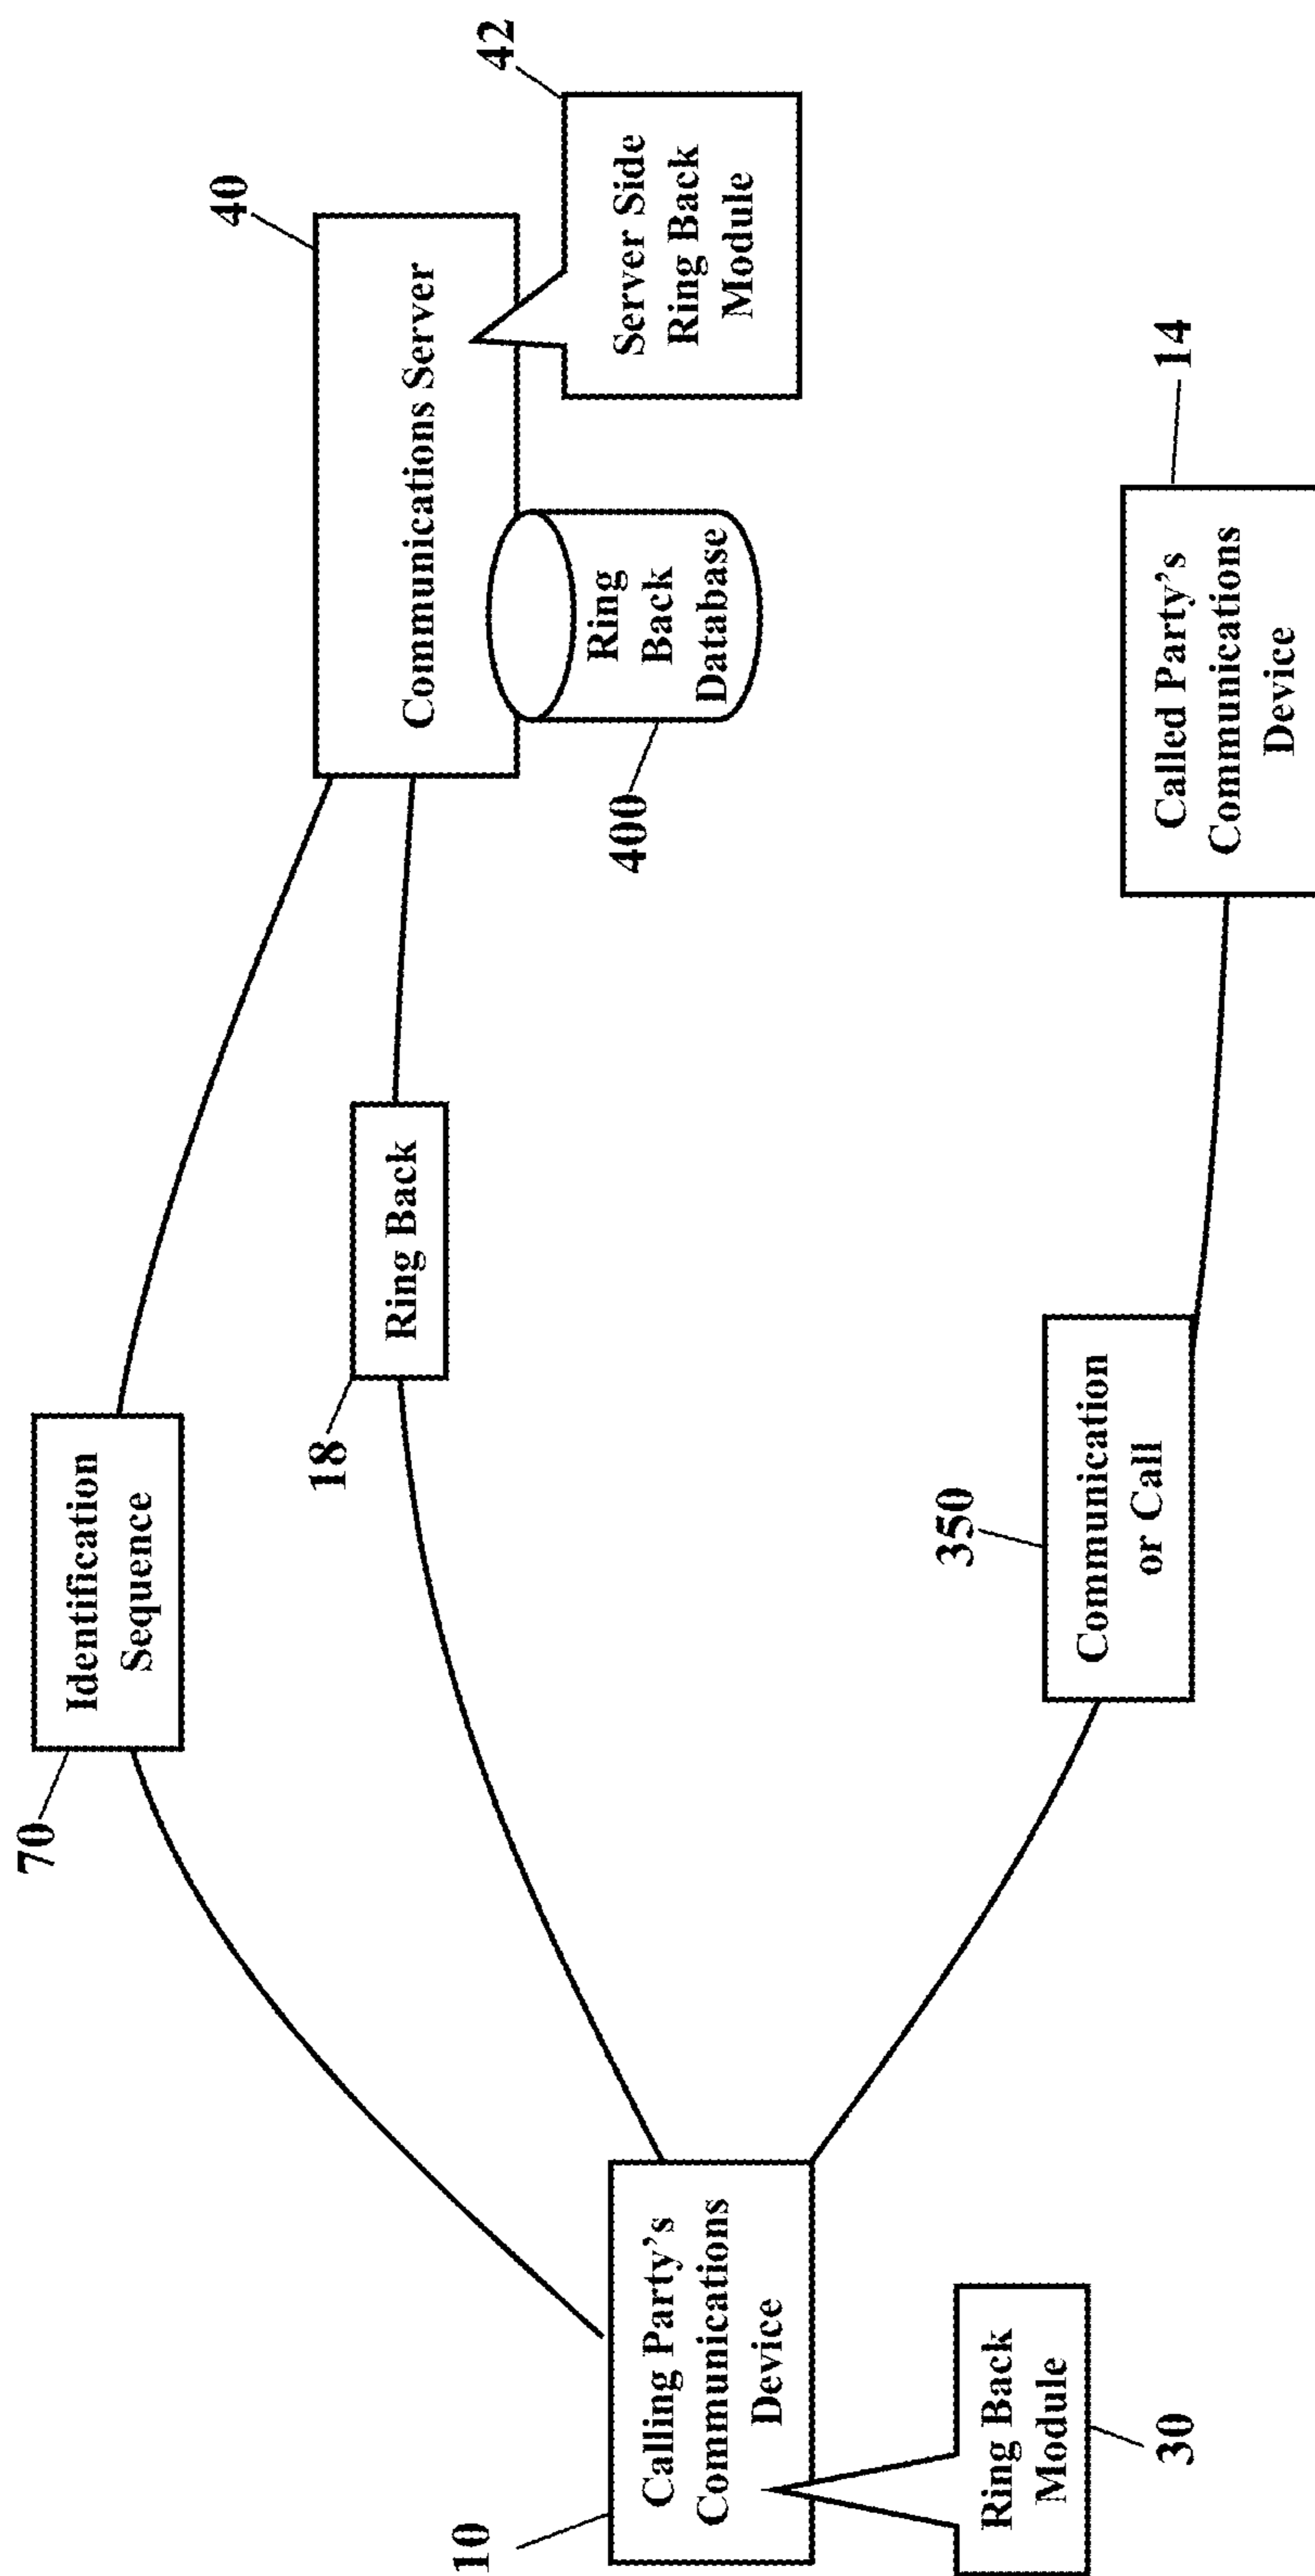 70
Identification
Sequence
18
Ring Back
40
Communications Server
42
Server Side
Ring Back
Module
400
Ring
Back
Database
10
Calling Party's
Communications
Device
30
Ring Back
Module
350
Communication
or Call
14
Called Party's
Communications
Device